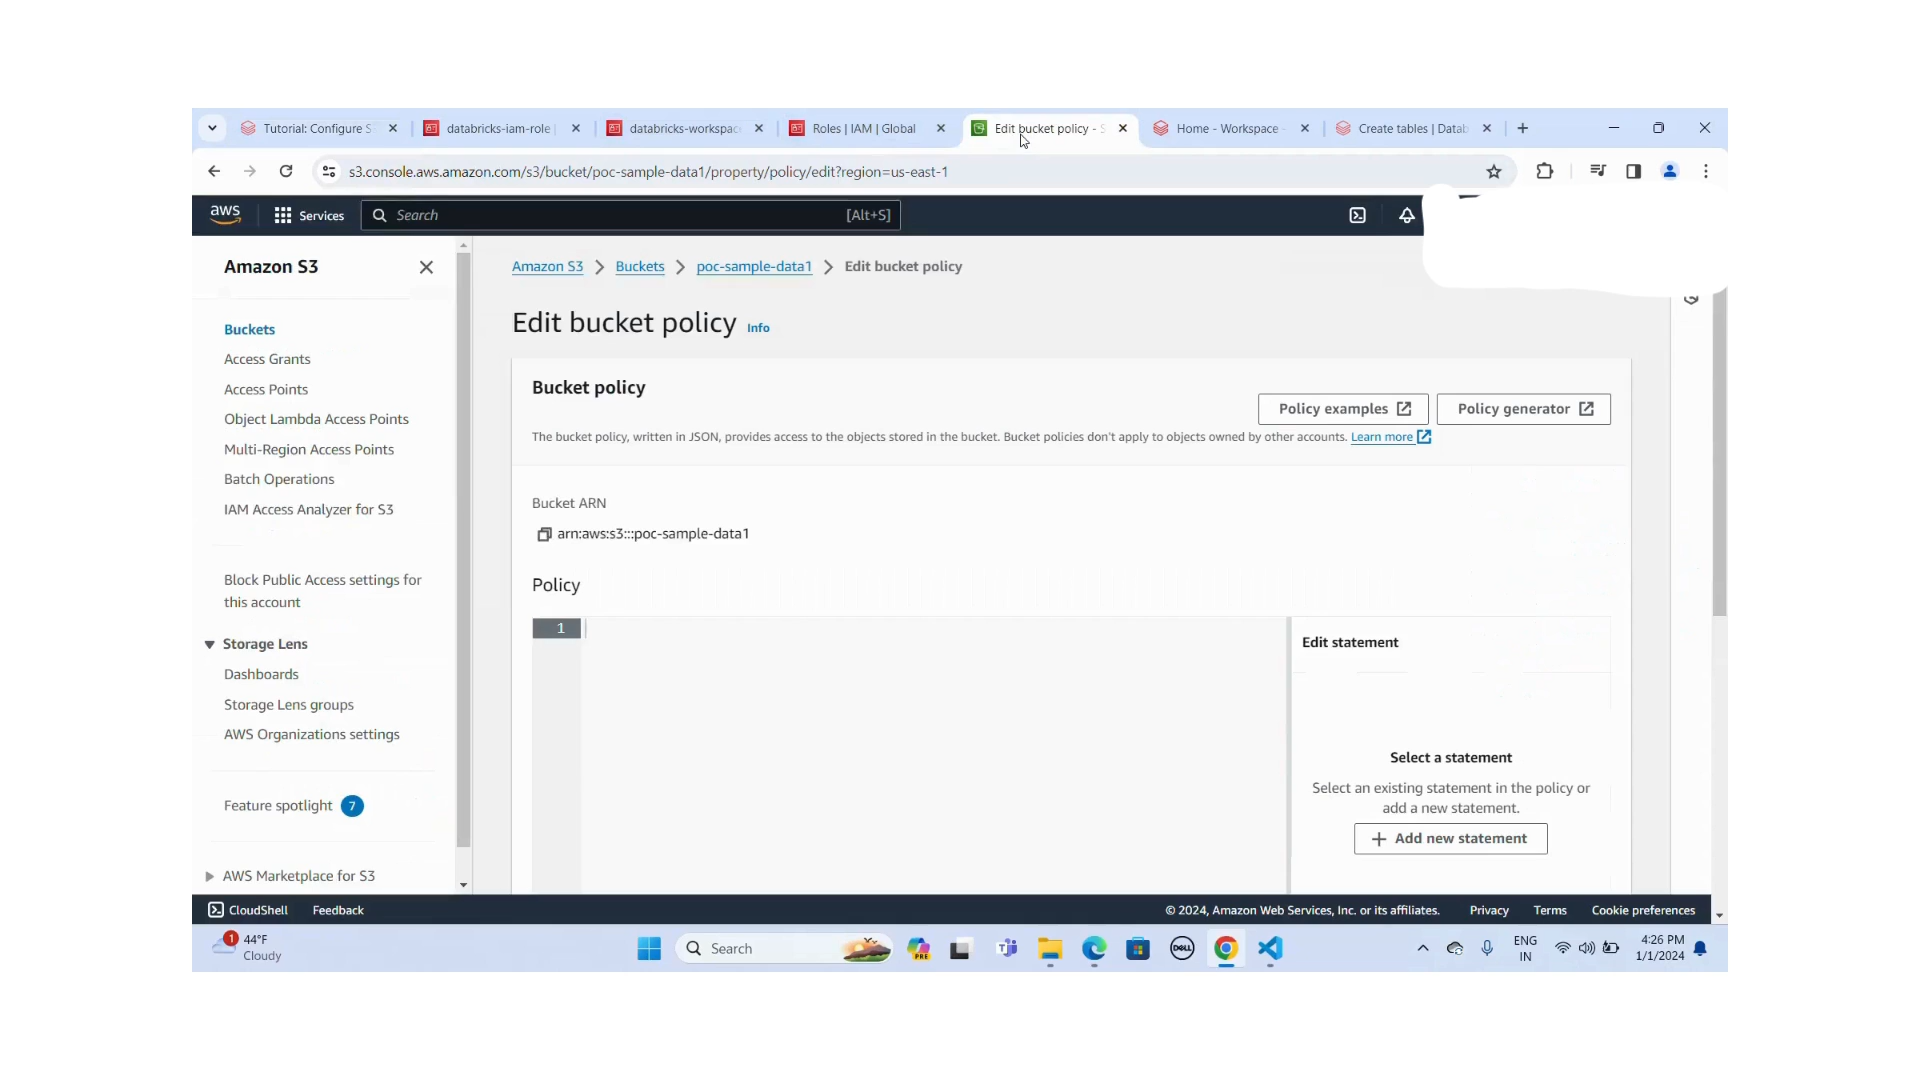 Tutorial: Configure S
databricks-iam-role
databricks-workspac
Roles | IAM | Global
Edit bucket policy - S
Home - Workspace
Create tables | Datab
s3.console.aws.amazon.com/s3/bucket/poc-sample-data1/property/policy/edit?region=us-east-1
aws
Services
Search
[Alt+S]
Amazon S3
Buckets
Access Grants
Access Points
Object Lambda Access Points
Multi-Region Access Points
Batch Operations
IAM Access Analyzer for S3
Block Public Access settings for
this account
Storage Lens
Dashboards
Storage Lens groups
AWS Organizations settings
Feature spotlight 7
AWS Marketplace for S3
Amazon S3 > Buckets > poc-sample-data1 > Edit bucket policy
Edit bucket policy Info
Bucket policy
Policy examples
Policy generator
The bucket policy, written in JSON, provides access to the objects stored in the bucket. Bucket policies don't apply to objects owned by other accounts. Learn more
Bucket ARN
arn:aws:s3:::poc-sample-data1
Policy
1
Edit statement
Select a statement
Select an existing statement in the policy or
add a new statement.
+ Add new statement
CloudShell
Feedback
© 2024, Amazon Web Services, Inc. or its affiliates.
Privacy
Terms
Cookie preferences
1
44°F
Cloudy
Search
PRE
DELL
ENG
IN
4:26 PM
1/1/2024